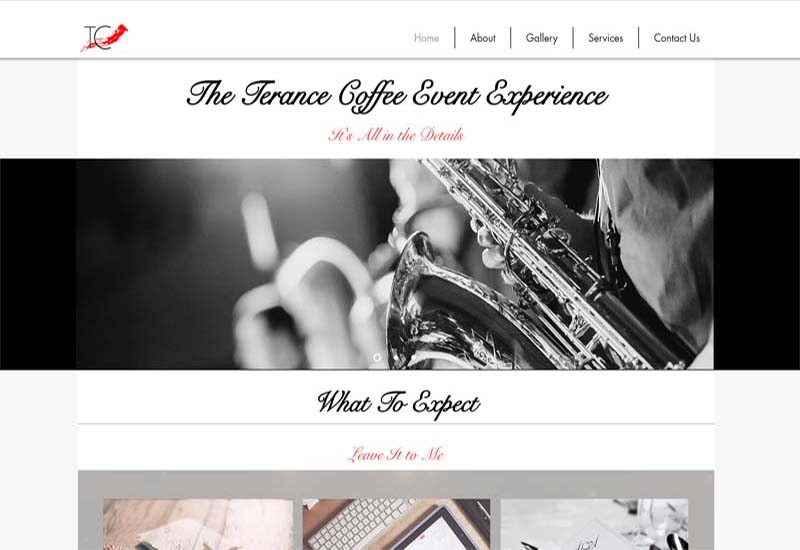 TC
Home
About
Gallery
Services
Contact Us
The Terance Coffee Event Experience
It's All in the Details
What To Expect
Leave It to Me